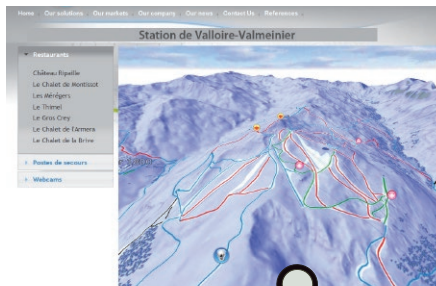 Home Our solutions Our markets Our company Our news Contact Us References
Station de Valloire-Valmeinier
Restaurants
Château Ripaille
Le Chalet de Montissot
Les Mérégers
Le Thimel
Le Gros Crey
Le Chalet de l'Armera
Le Chalet de la Brive
Postes de secours
Webcams